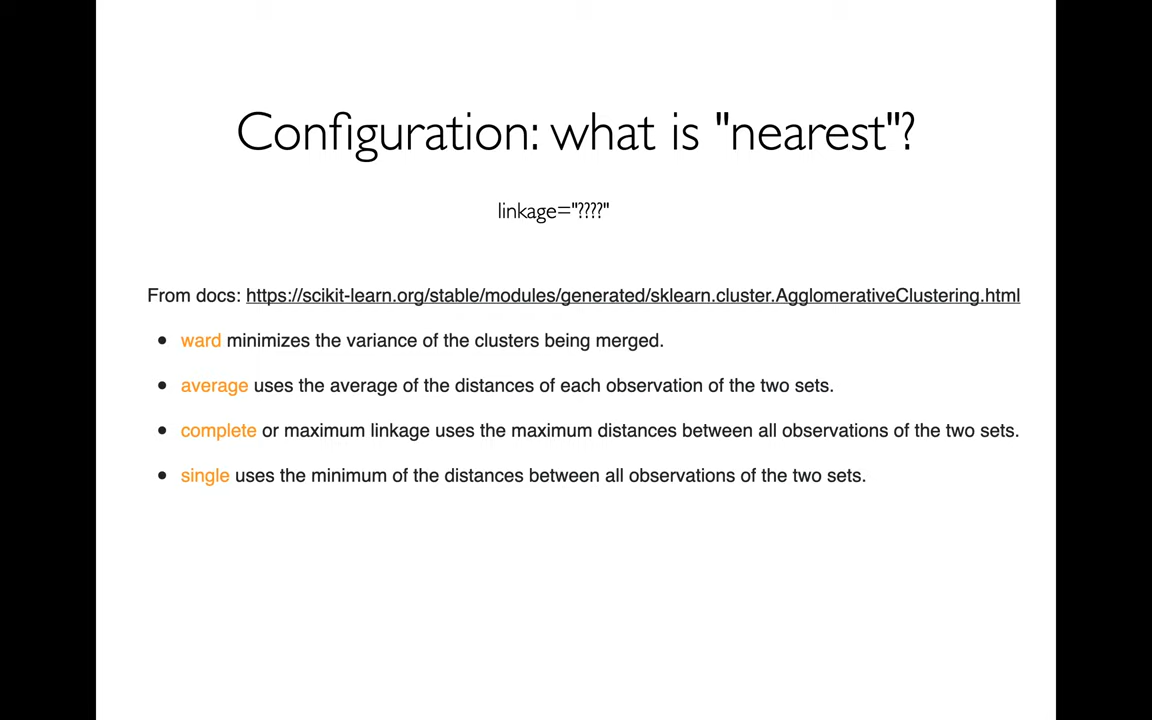 Configuration: what is "nearest"?
linkage="????"
From docs: https://scikit-learn.org/stable/modules/generated/sklearn.cluster.AgglomerativeClustering.html
• ward minimizes the variance of the clusters being merged.
• average uses the average of the distances of each observation of the two sets.
• complete or maximum linkage uses the maximum distances between all observations of the two sets.
• single uses the minimum of the distances between all observations of the two sets.